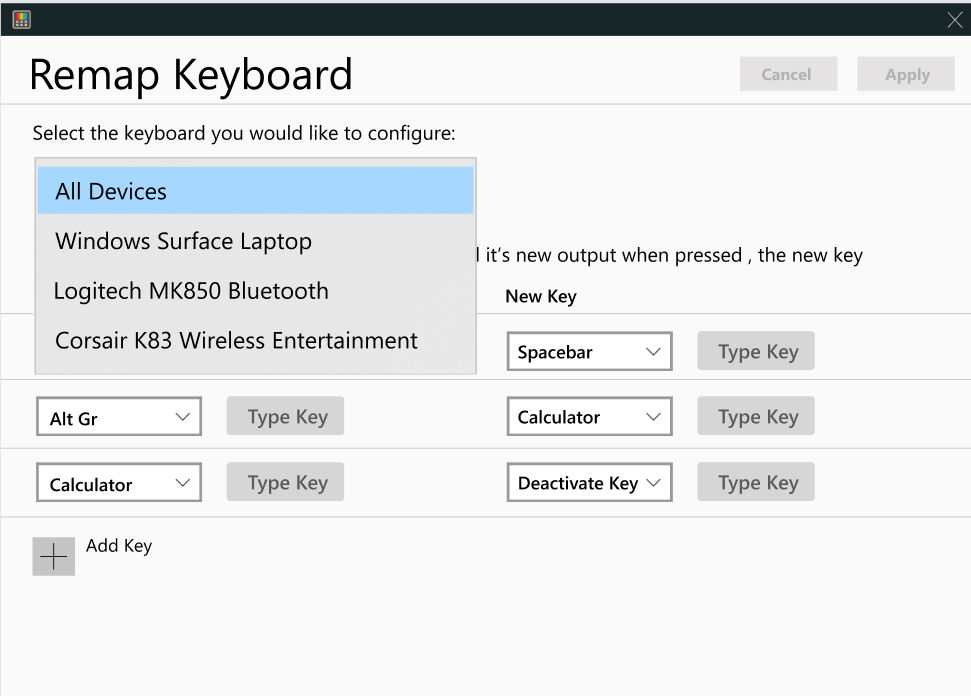 Remap Keyboard
Cancel
Apply
Select the keyboard you would like to configure:
All Devices
Windows Surface Laptop
Logitech MK850 Bluetooth
Corsair K83 Wireless Entertainment
it’s new output when pressed , the new key
New Key
Spacebar
Type Key
Alt Gr
Type Key
Calculator
Type Key
Calculator
Type Key
Deactivate Key
Type Key
Add Key